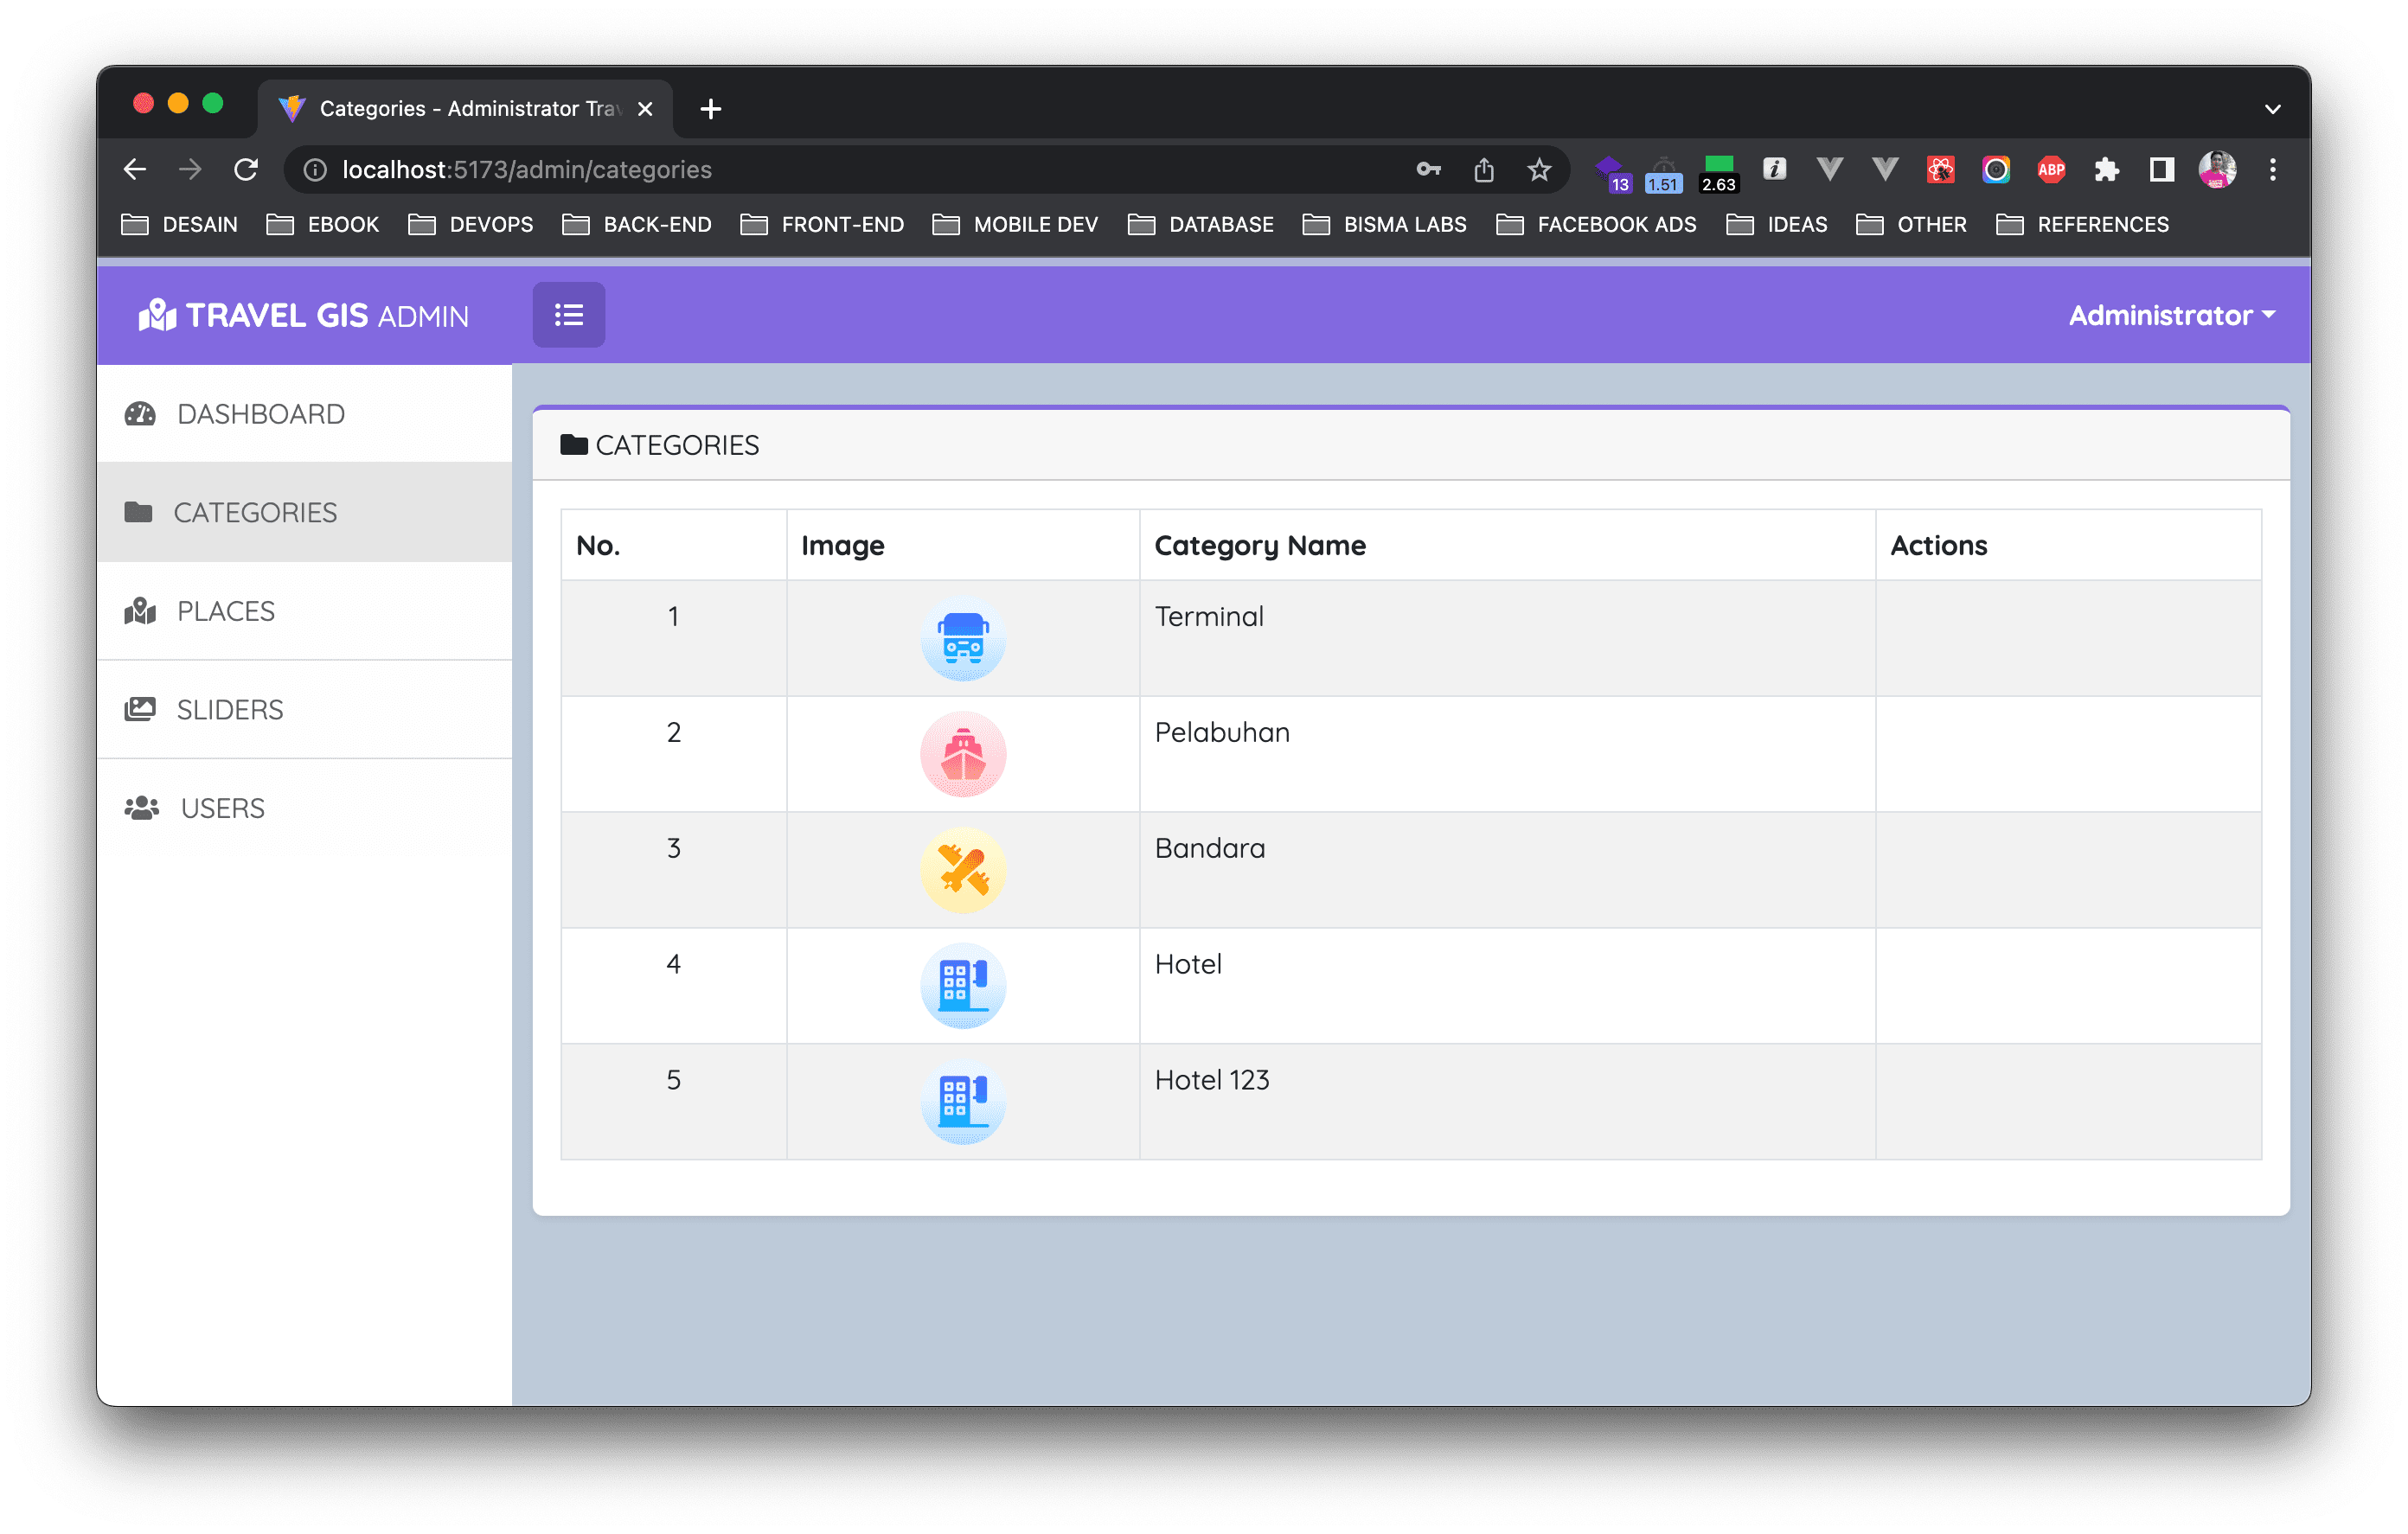 Categories - Administrator Trav
localhost:5173/admin/categories
13 1.51 2.63 i ABP
DESAIN EBOOK DEVOPS BACK-END FRONT-END MOBILE DEV DATABASE BISMA LABS FACEBOOK ADS IDEAS OTHER REFERENCES
TRAVEL GIS ADMIN
Administrator
DASHBOARD
CATEGORIES
PLACES
SLIDERS
USERS
CATEGORIES
No. Image Category Name Actions
1 Terminal
2 Pelabuhan
3 Bandara
4 Hotel
5 Hotel 123